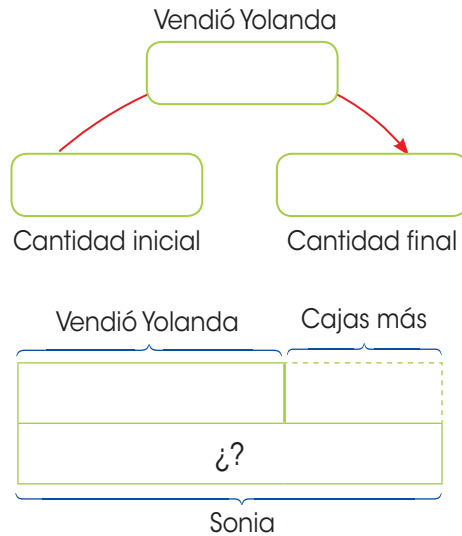 Vendió Yolanda
Cantidad inicial
Cantidad final
Vendió Yolanda
Cajas más
¿?
Sonia